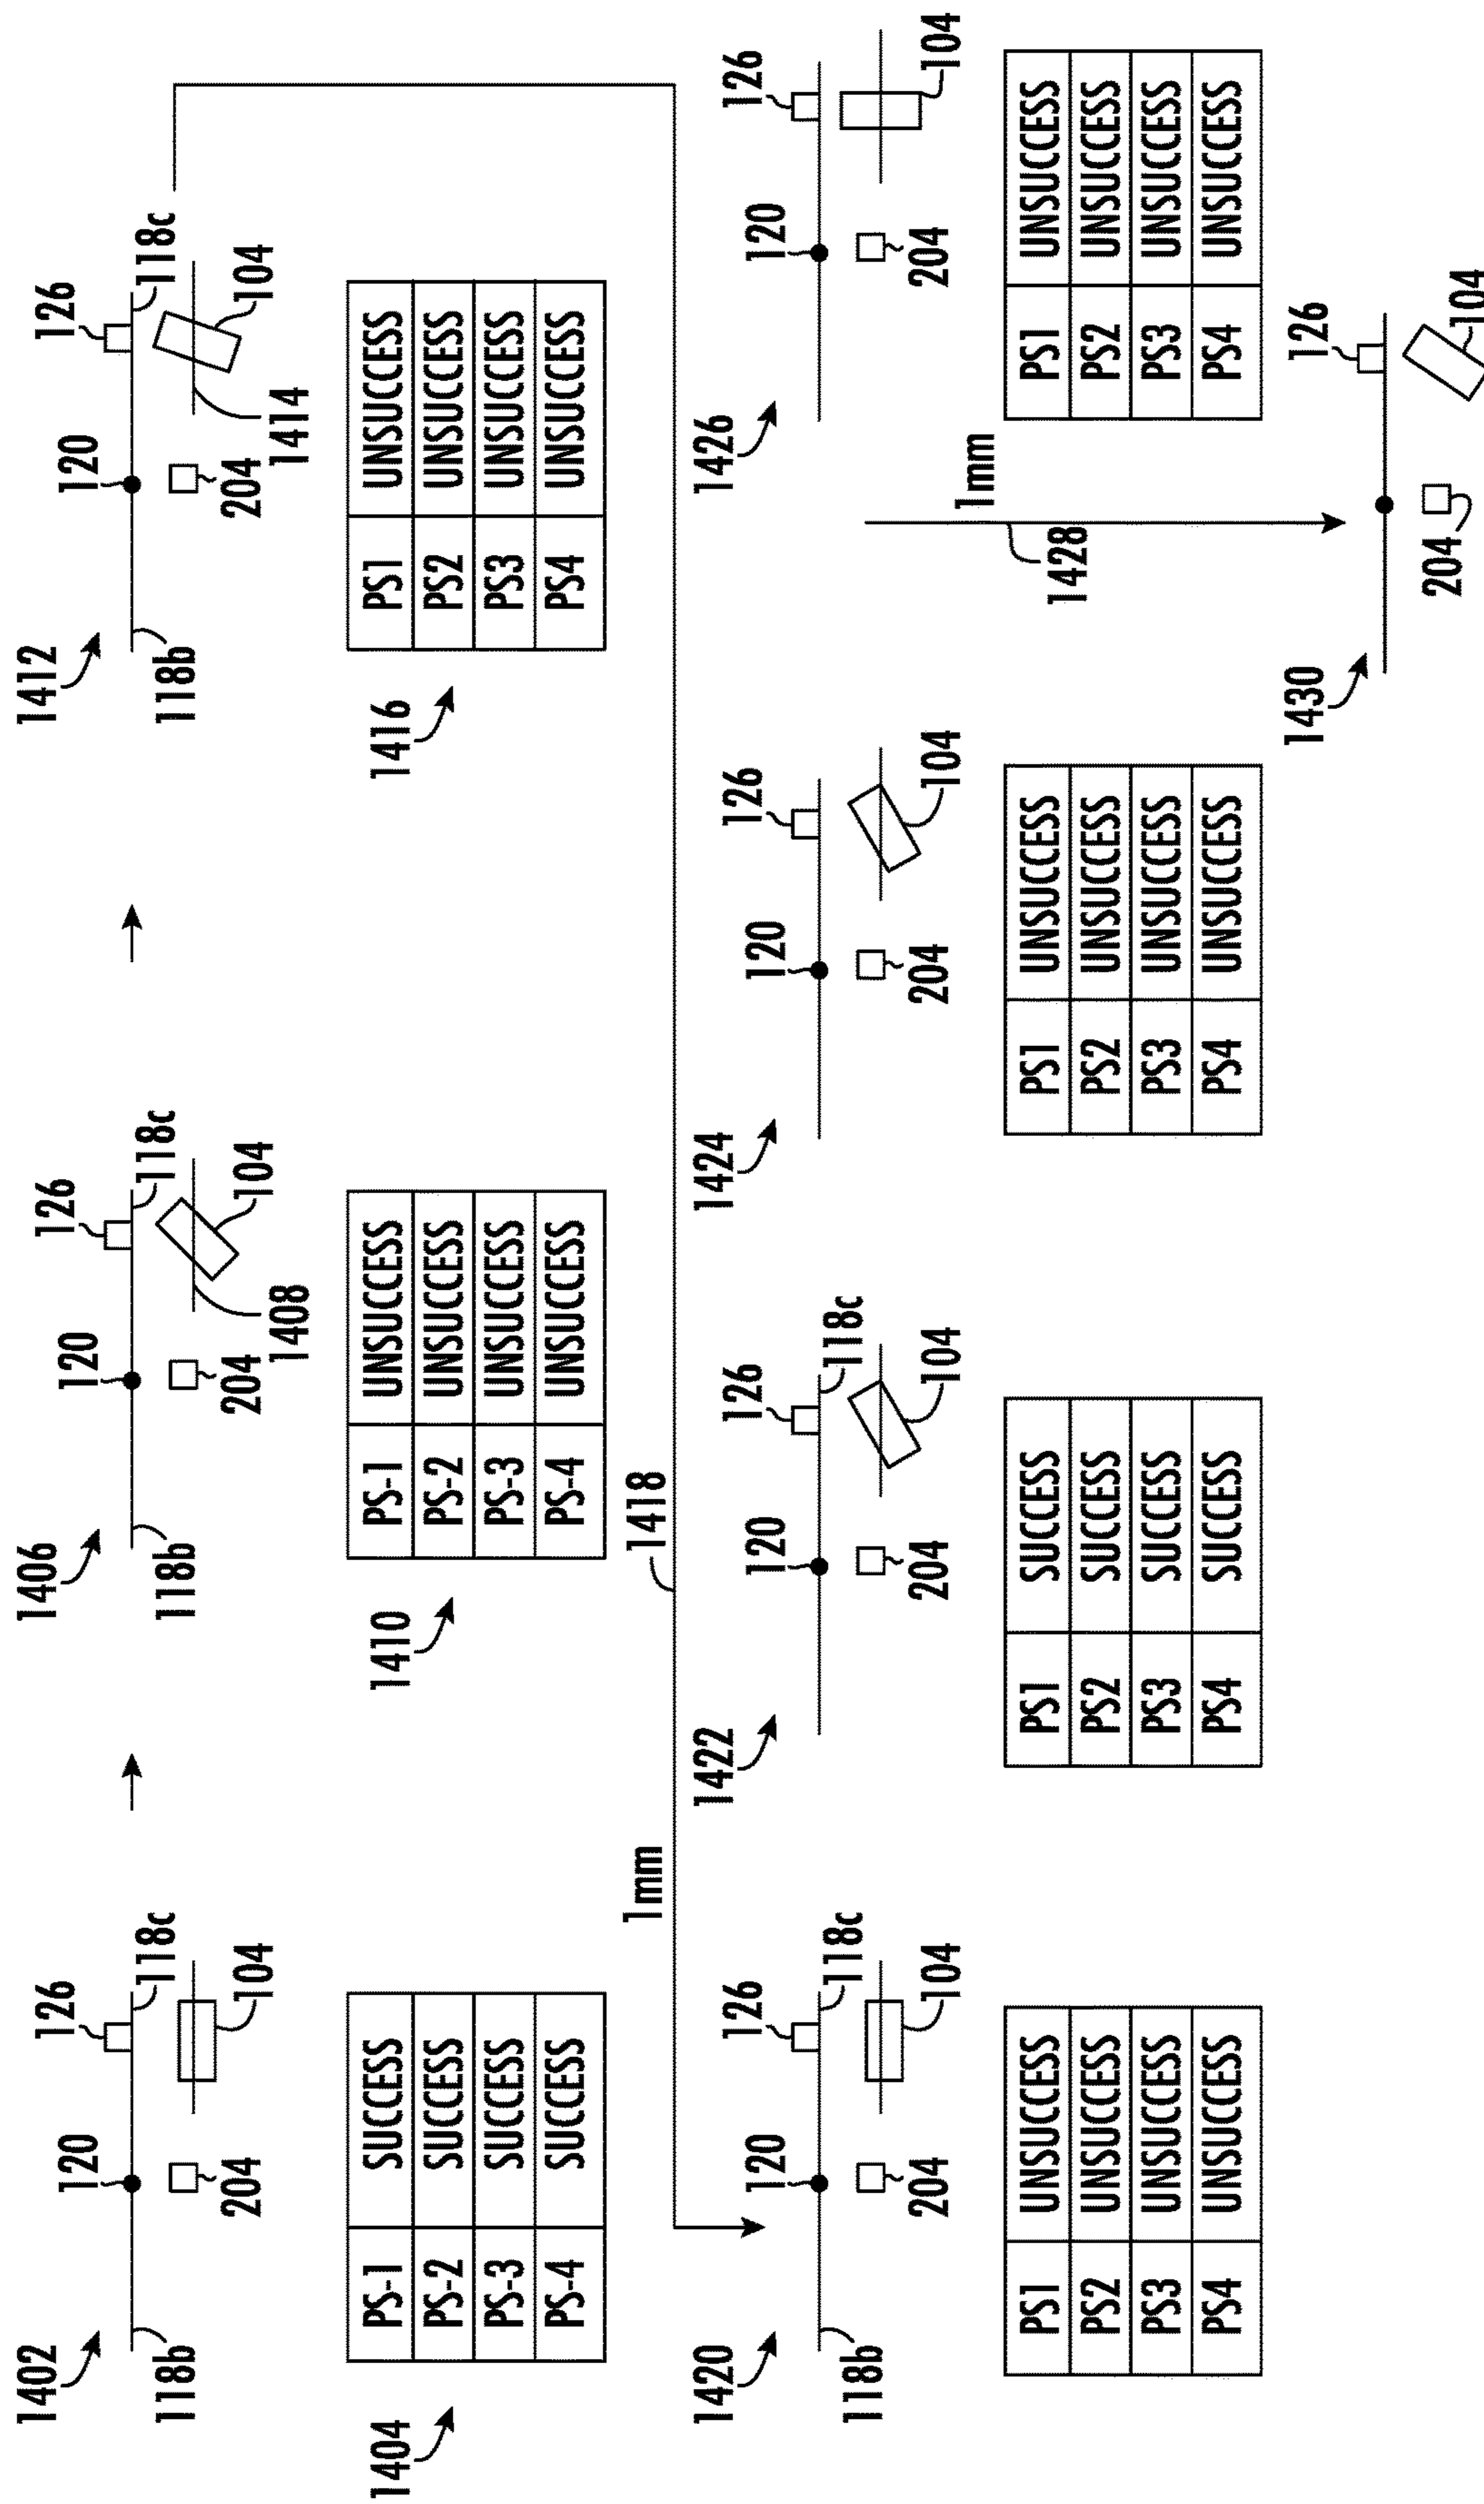 1402
126
120
118c
118b
204
104
1404
PS-1 SUCCESS
PS-2 SUCCESS
PS-3 SUCCESS
PS-4 SUCCESS
1406
126
120
118c
118b
204
104
1408
1410
PS-1 UNSUCCESS
PS-2 UNSUCCESS
PS-3 UNSUCCESS
PS-4 UNSUCCESS
1412
126
120
118c
118b
204
104
1414
1416
PS1 UNSUCCESS
PS2 UNSUCCESS
PS3 UNSUCCESS
PS4 UNSUCCESS
1mm
1418
1420
126
120
118c
118b
204
104
PS1 UNSUCCESS
PS2 UNSUCCESS
PS3 UNSUCCESS
PS4 UNSUCCESS
1422
126
120
118c
204
104
PS1 SUCCESS
PS2 SUCCESS
PS3 SUCCESS
PS4 SUCCESS
1424
126
120
204
104
PS1 UNSUCCESS
PS2 UNSUCCESS
PS3 UNSUCCESS
PS4 UNSUCCESS
1426
126
120
204
104
PS1 UNSUCCESS
PS2 UNSUCCESS
PS3 UNSUCCESS
PS4 UNSUCCESS
1mm
1428
1430
126
204
104